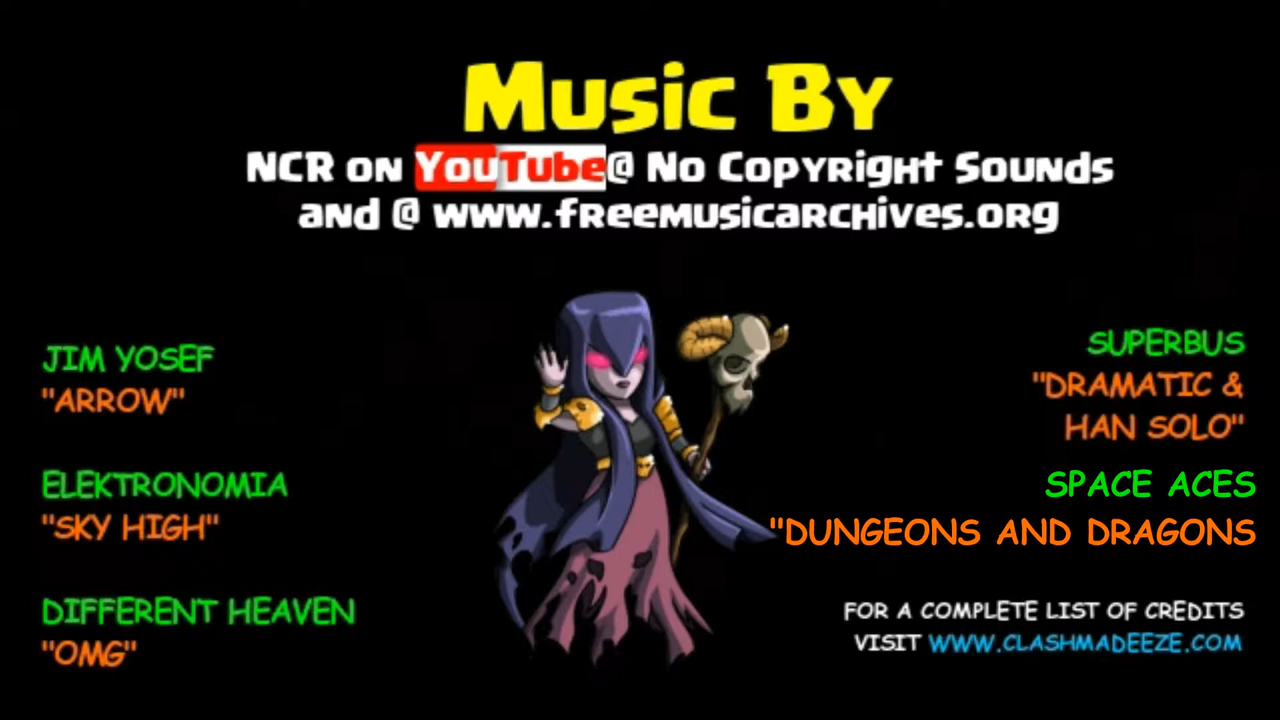 Music By
NCR on YouTube@ No Copyright Sounds
and @ www.freemusicarchives.org
JIM YOSEF
"ARROW"
ELEKTRONOMIA
"SKY HIGH"
DIFFERENT HEAVEN
"OMG"
SUPERBUS
"DRAMATIC &
HAN SOLO"
SPACE ACES
"DUNGEONS AND DRAGONS
FOR A COMPLETE LIST OF CREDITS
VISIT WWW.CLASHMADEEZE.COM